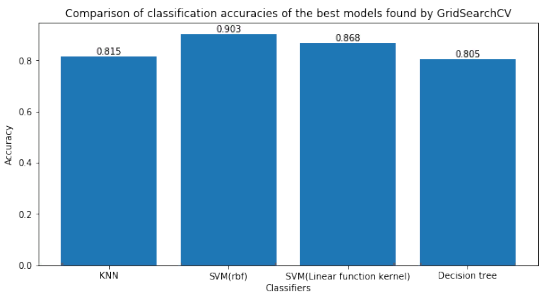 Comparison of classification accuracies of the best models found by GridSearchCV
0.903
0.868
0.815
0.805
0.8
0.6
0.4
0.2
0.0
Accuracy
KNN
SVM(rbf)
SVM(Linear function kernel)
Decision tree
Classifiers